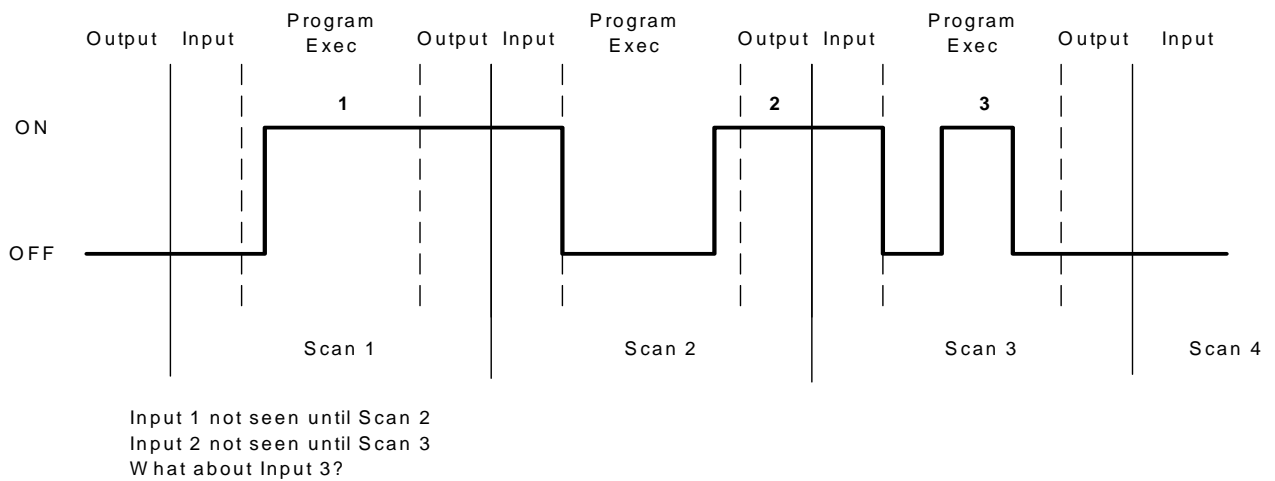 Program Program Program
Output Input Exec Output Input Exec Output Input Exec Output Input
1 2 3
ON
OFF
Scan 1 Scan 2 Scan 3 Scan 4
Input 1 not seen until Scan 2
Input 2 not seen until Scan 3
What about Input 3?